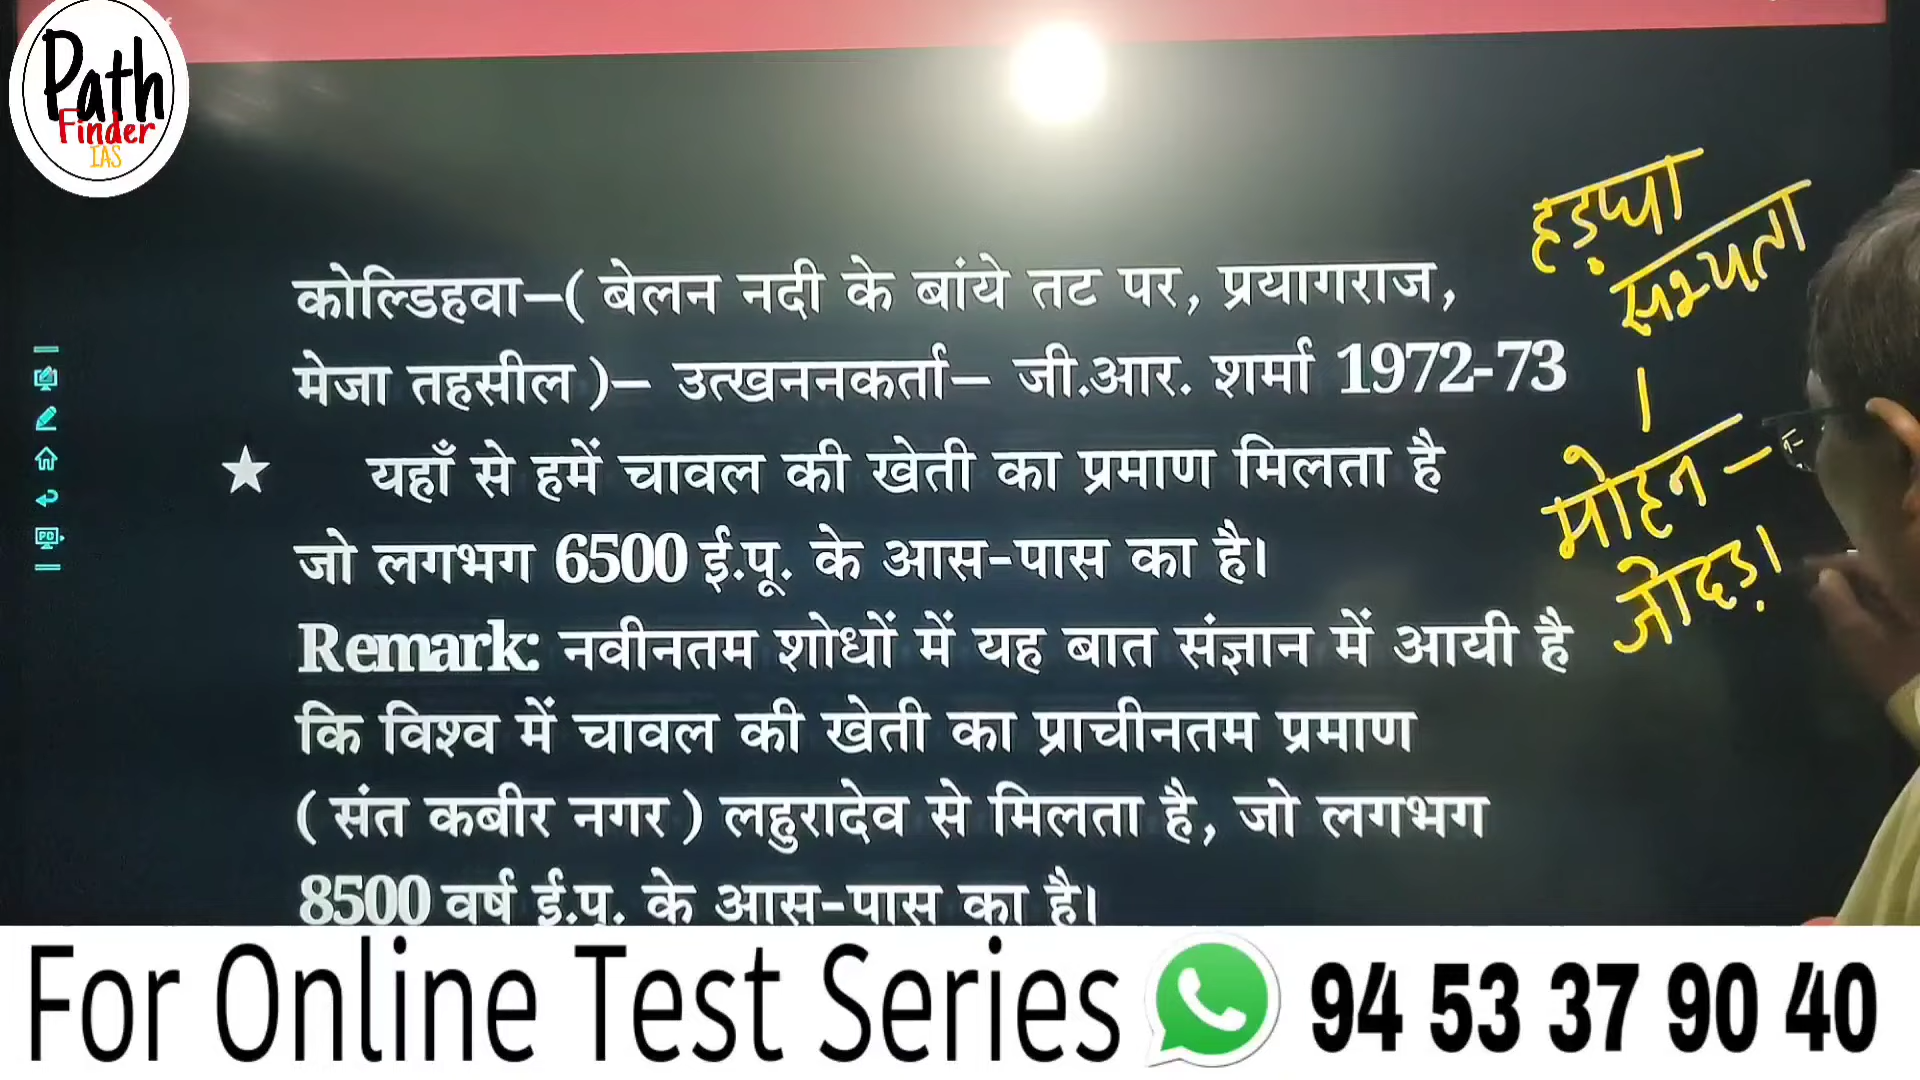 Path
Finder
IAS
कोल्डिहवा–( बेलन नदी के बांये तट पर, प्रयागराज,
मेजा तहसील )– उत्खननकर्ता– जी.आर. शर्मा 1972-73
★ यहाँ से हमें चावल की खेती का प्रमाण मिलता है
जो लगभग 6500 ई.पू. के आस-पास का है।
Remark: नवीनतम शोधों में यह बात संज्ञान में आयी है
कि विश्व में चावल की खेती का प्राचीनतम प्रमाण
( संत कबीर नगर ) लहुरादेव से मिलता है, जो लगभग
8500 वर्ष ई.पू. के आस-पास का है।
हड़प्पा
सभ्यता
मोहन –
जोदड़ो
For Online Test Series 94 53 37 90 40